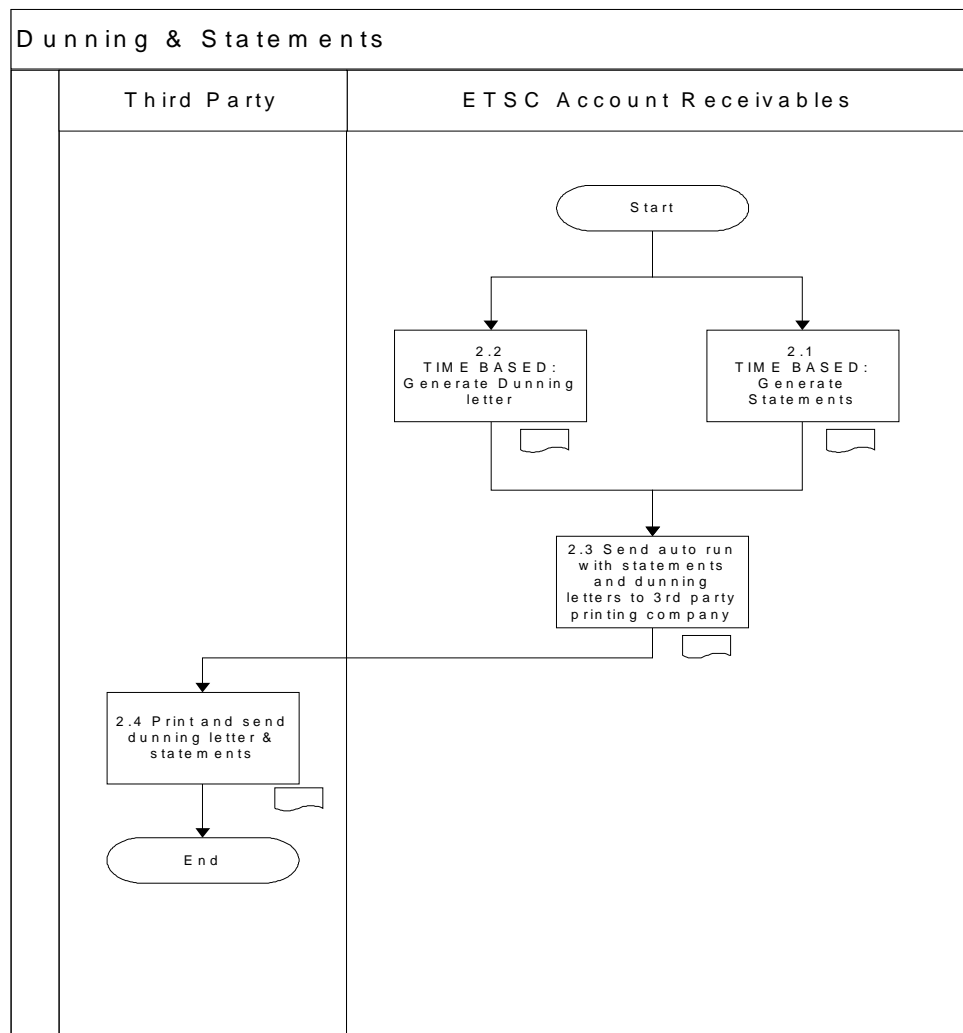 Dunning & Statements
Third Party
ETSC Account Receivables
Start
2.2
TIME BASED:
Generate Dunning
letter
2.1
TIME BASED:
Generate
Statements
2.3 Send auto run
with statements
and dunning
letters to 3rd party
printing company
2.4 Print and send
dunning letter &
statements
End